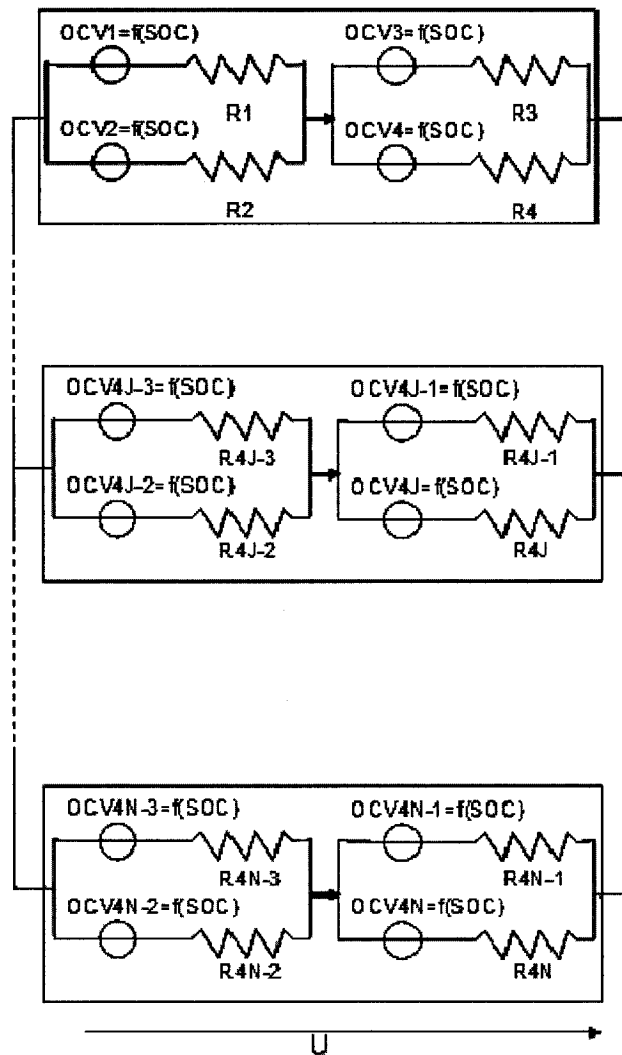 OCV1=f(SOC) OCV3=f(SOC)
R1 R3
OCV2=f(SOC) OCV4=f(SOC)
R2 R4
OCV4J-3=f(SOC) OCV4J-1=f(SOC)
R4J-3 R4J-1
OCV4J-2=f(SOC) OCV4J=f(SOC)
R4J-2 R4J
OCV4N-3=f(SOC) OCV4N-1=f(SOC)
R4N-3 R4N-1
OCV4N-2=f(SOC) OCV4N=f(SOC)
R4N-2 R4N
U